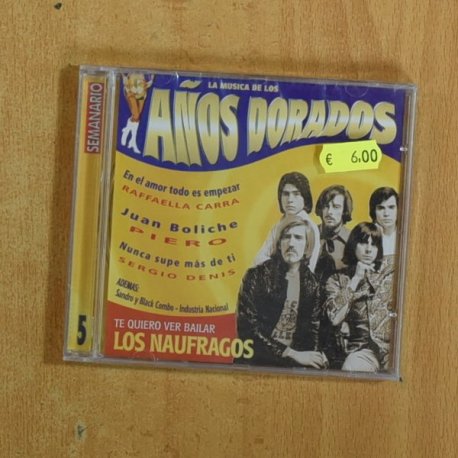 SEMANARIO
5
LA MUSICA DE LOS
AÑOS DORADOS
€ 6,00
En el amor todo es empezar
RAFFAELLA CARRA
Juan Boliche
PIERO
Nunca supe más de ti
SERGIO DENIS
ADEMAS:
Sandro y Black Combo - Industria Nacional
TE QUIERO VER BAILAR
LOS NAUFRAGOS